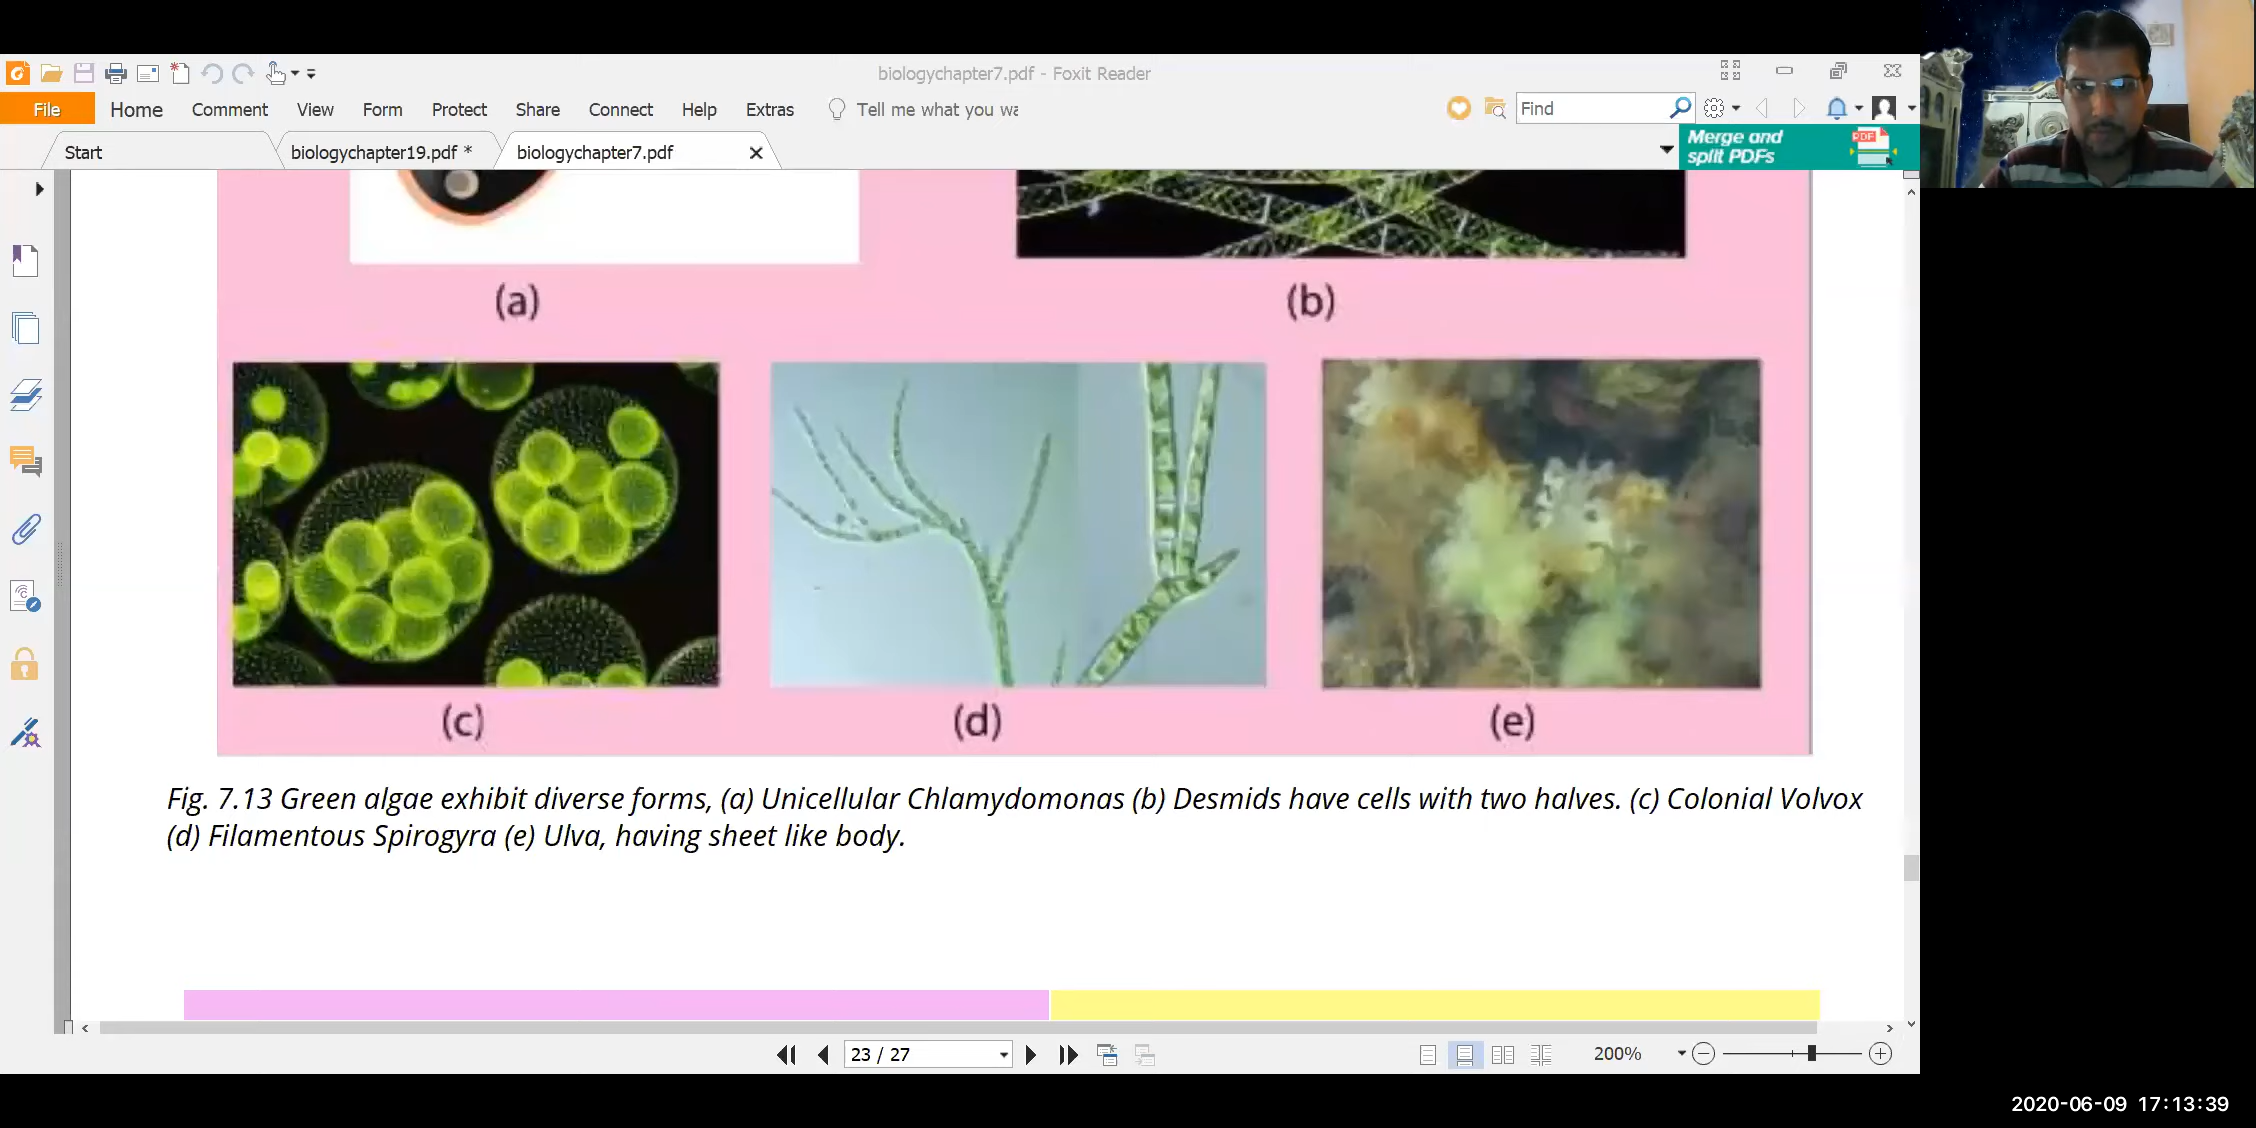 biologychapter7.pdf - Foxit Reader
File Home Comment View Form Protect Share Connect Help Extras Tell me what you wa Find
Start biologychapter19.pdf * biologychapter7.pdf
Merge and
split PDFs
PDF
(a) (b)
(c) (d) (e)
Fig. 7.13 Green algae exhibit diverse forms, (a) Unicellular Chlamydomonas (b) Desmids have cells with two halves. (c) Colonial Volvox
(d) Filamentous Spirogyra (e) Ulva, having sheet like body.
23 / 27 200%
2020-06-09 17:13:39